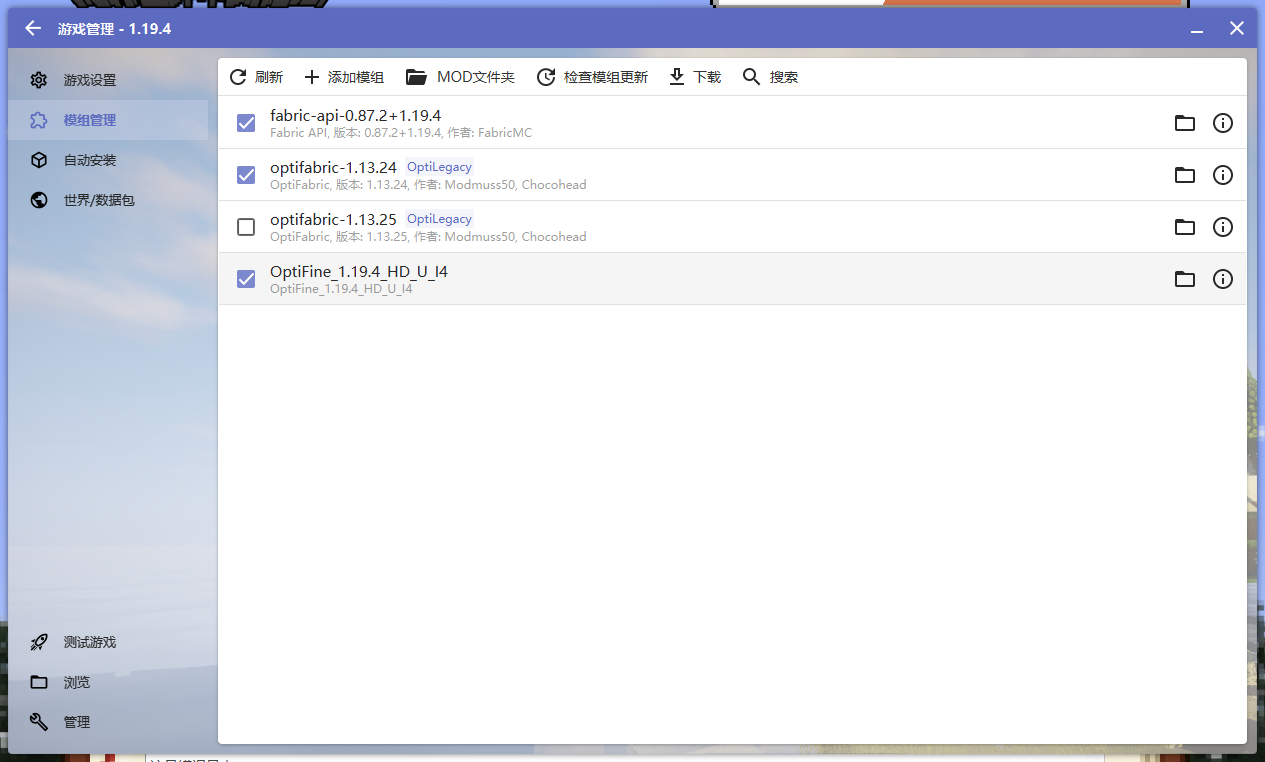 游戏管理 - 1.19.4
游戏设置
模组管理
自动安装
世界/数据包
测试游戏
浏览
管理
刷新 添加模组 MOD文件夹 检查模组更新 下载 搜索
fabric-api-0.87.2+1.19.4
Fabric API, 版本: 0.87.2+1.19.4, 作者: FabricMC
optifabric-1.13.24 OptiLegacy
OptiFabric, 版本: 1.13.24, 作者: Modmuss50, Chocohead
optifabric-1.13.25 OptiLegacy
OptiFabric, 版本: 1.13.25, 作者: Modmuss50, Chocohead
OptiFine_1.19.4_HD_U_I4
OptiFine_1.19.4_HD_U_I4